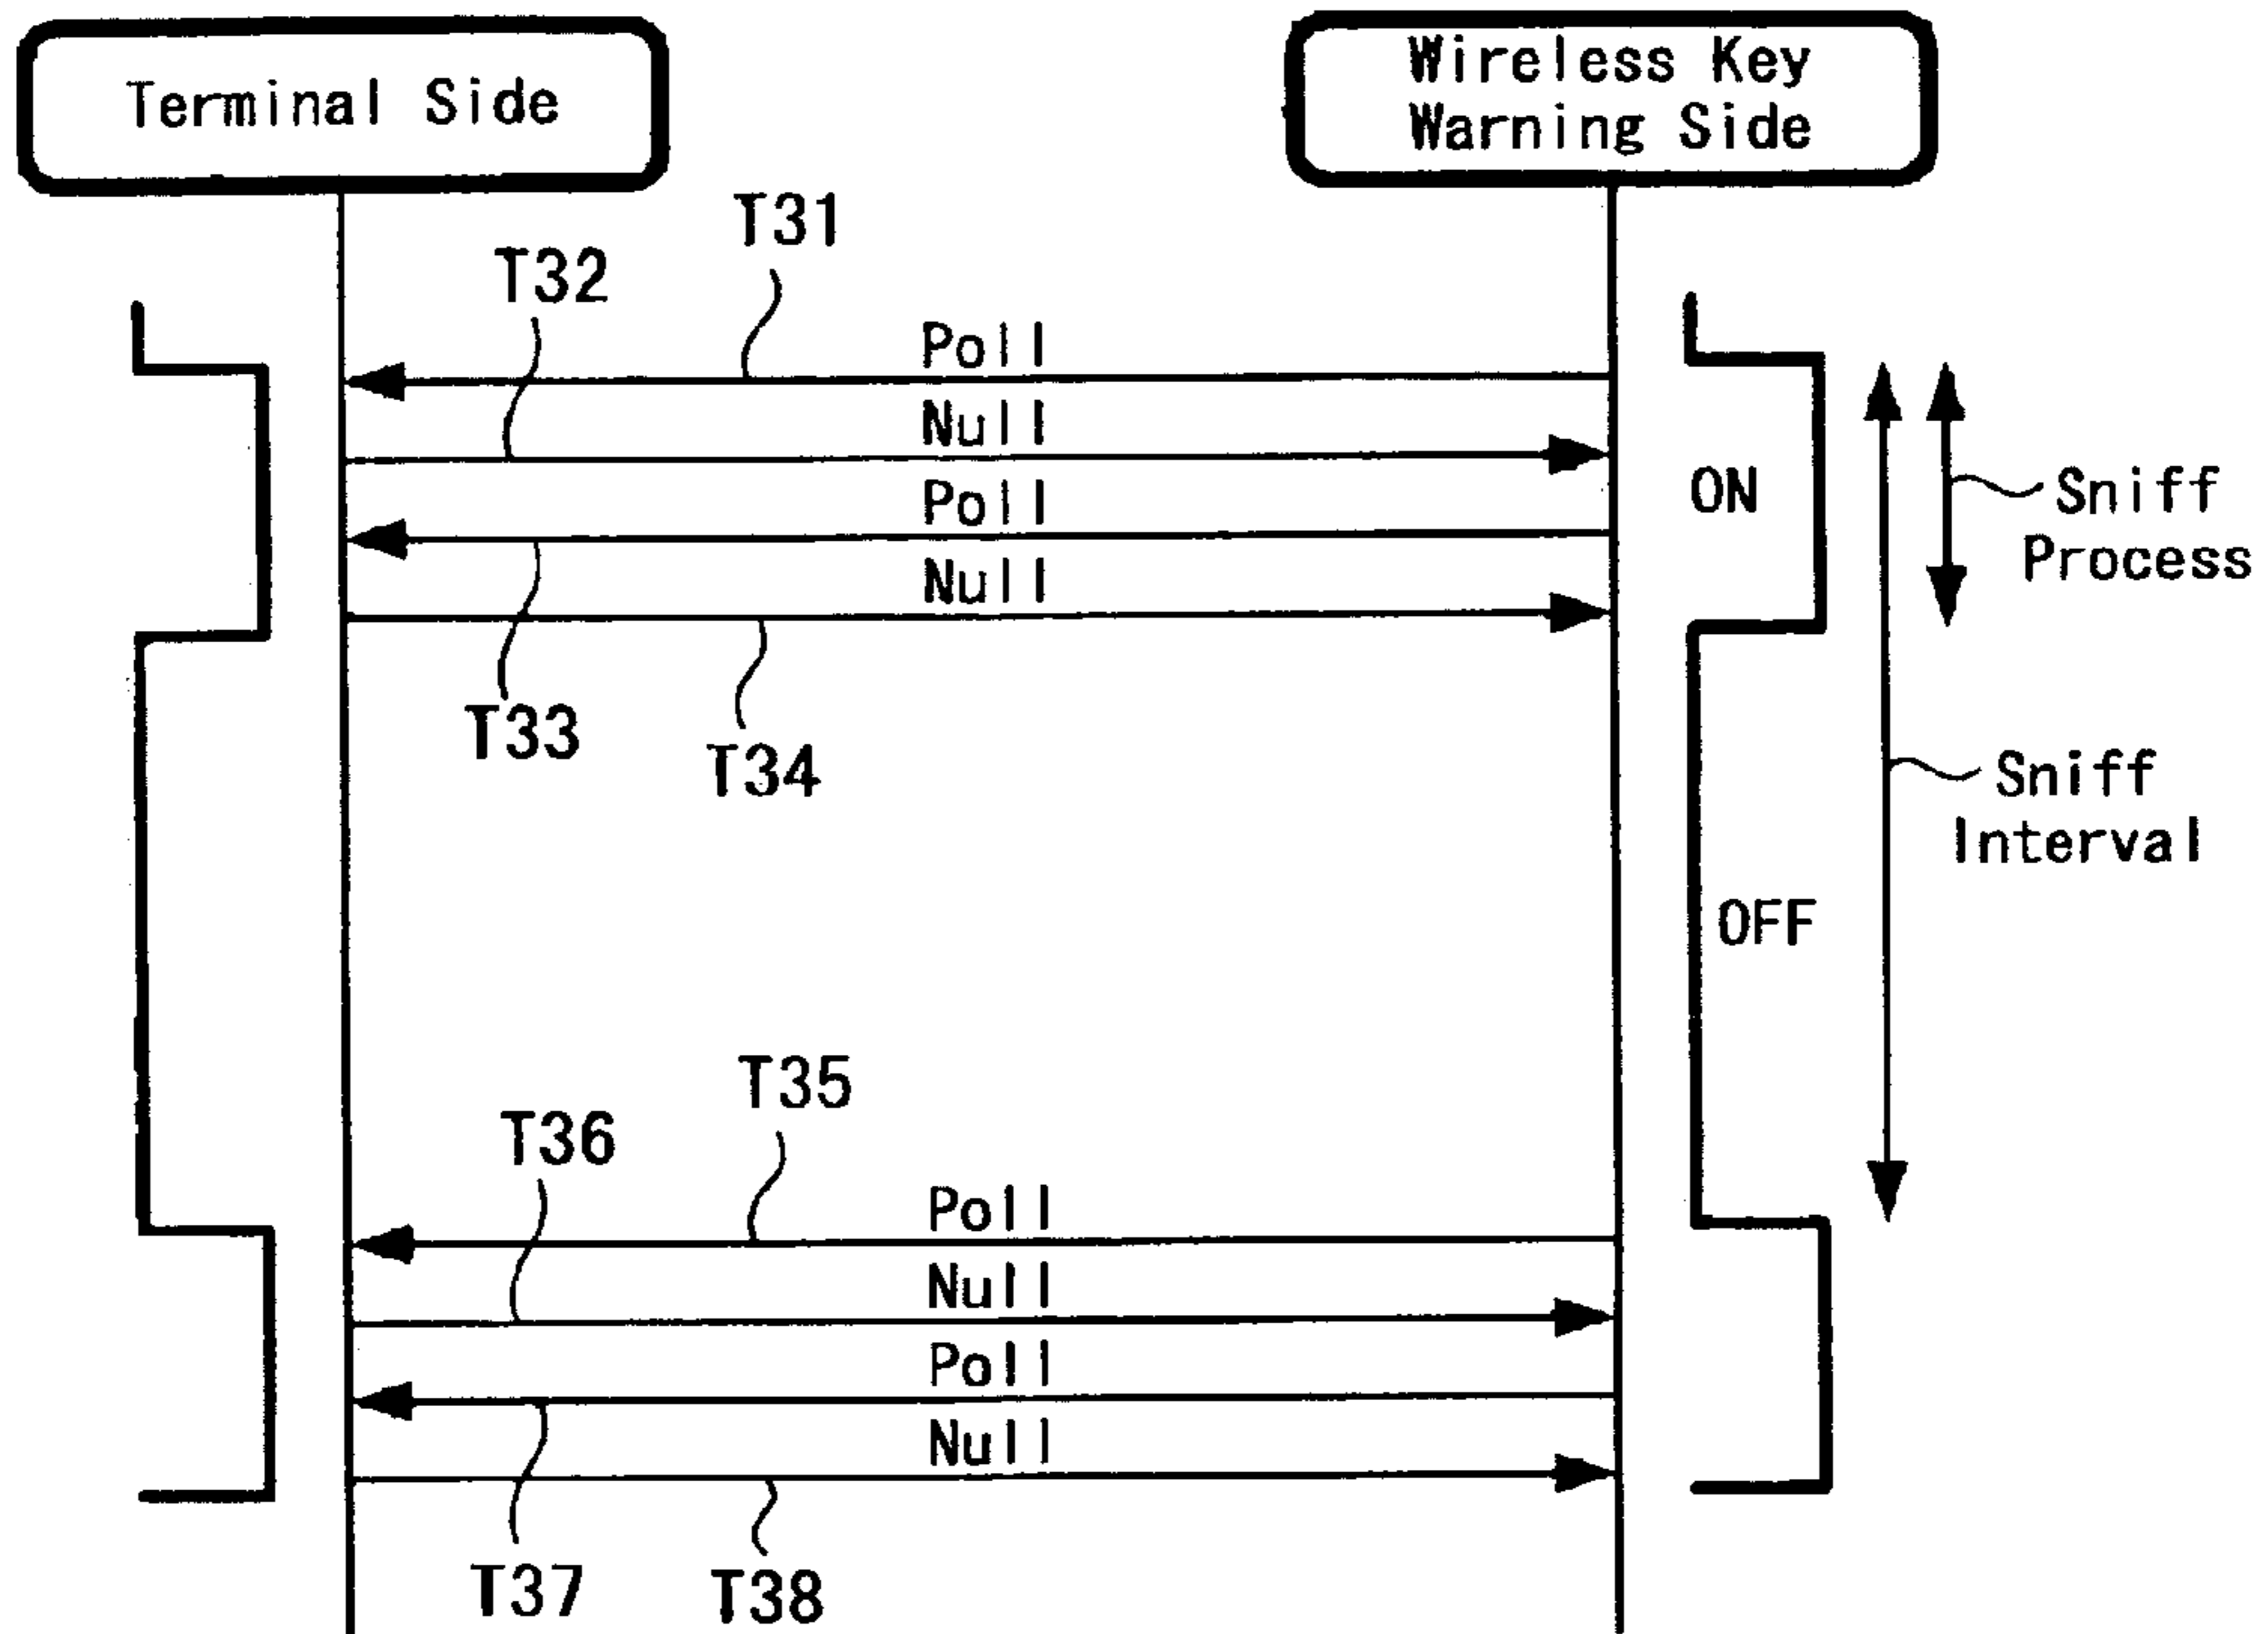 Terminal Side
Wireless Key
Warning Side
T31
T32
Poll
Null
Poll
ON
Sniff
Process
Null
T33
T34
Sniff
Interval
OFF
T35
T36
Poll
Null
Poll
Null
T37
T38